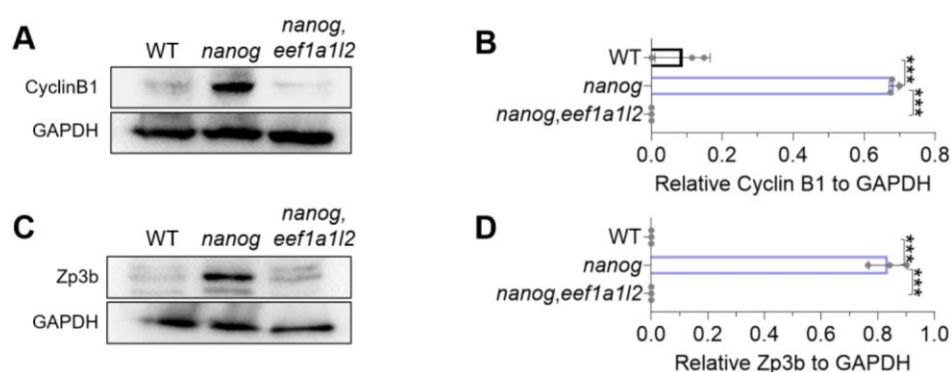 A
WT nanog nanog,
eef1a1l2
CyclinB1
GAPDH
B
WT
nanog
nanog,eef1a1l2
***
***
0.0 0.2 0.4 0.6 0.8
Relative Cyclin B1 to GAPDH
C
WT nanog nanog,
eef1a1l2
Zp3b
GAPDH
D
WT
nanog
nanog,eef1a1l2
***
***
0.0 0.2 0.4 0.6 0.8 1.0
Relative Zp3b to GAPDH